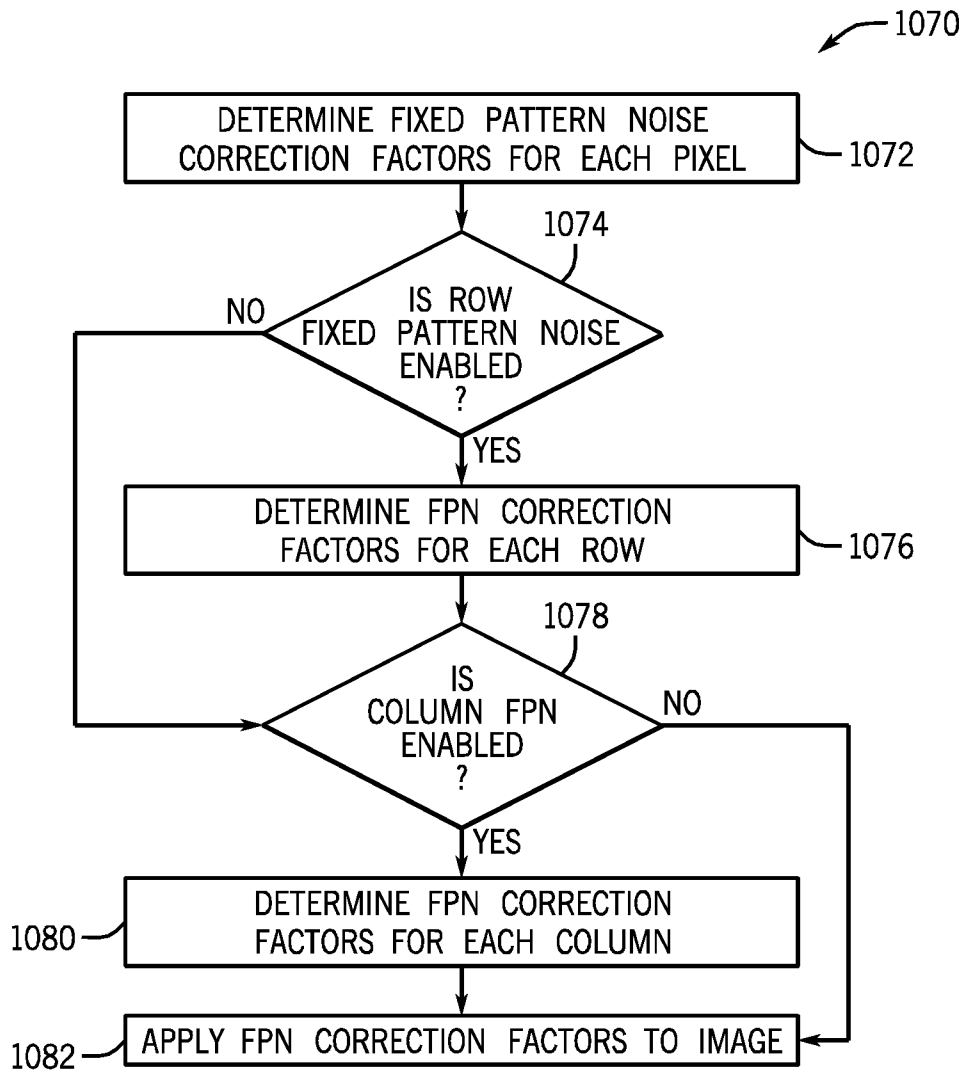 1070
DETERMINE FIXED PATTERN NOISE
CORRECTION FACTORS FOR EACH PIXEL
1072
1074
IS ROW
FIXED PATTERN NOISE
ENABLED
?
NO
YES
DETERMINE FPN CORRECTION
FACTORS FOR EACH ROW
1076
1078
IS
COLUMN FPN
ENABLED
?
NO
YES
DETERMINE FPN CORRECTION
FACTORS FOR EACH COLUMN
1080
APPLY FPN CORRECTION FACTORS TO IMAGE
1082